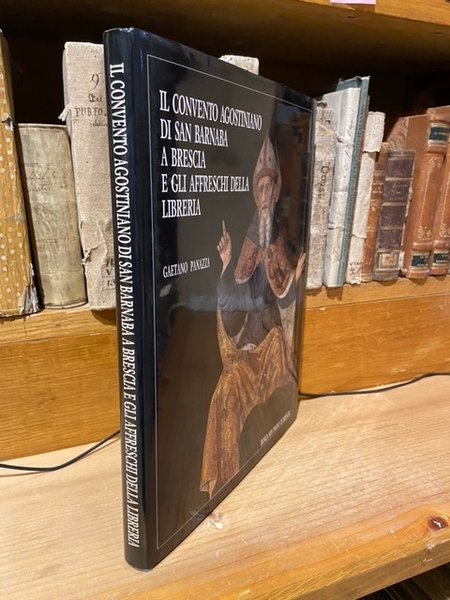 IL CONVENTO AGOSTINIANO
DI SAN BARNABA
A BRESCIA
E GLI AFFRESCHI DELLA
LIBRERIA
GAETANO PANAZZA
IL CONVENTO AGOSTINIANO DI SAN BARNABA A BRESCIA E GLI AFFRESCHI DELLA LIBRERIA